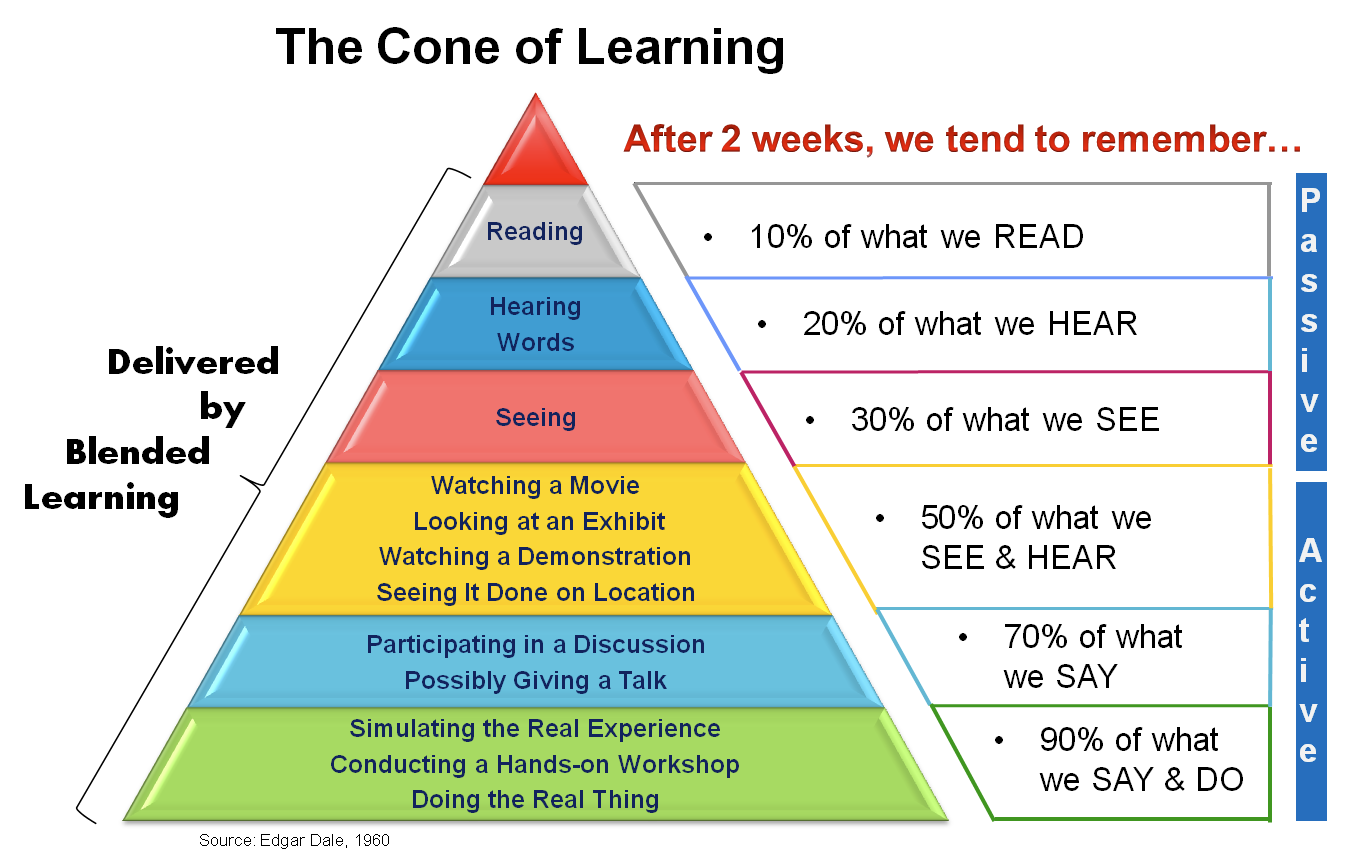 The Cone of Learning
After 2 weeks, we tend to remember…
Reading
• 10% of what we READ
Hearing
Words
• 20% of what we HEAR
Seeing
• 30% of what we SEE
Watching a Movie
Looking at an Exhibit
Watching a Demonstration
Seeing It Done on Location
• 50% of what we
SEE & HEAR
Participating in a Discussion
Possibly Giving a Talk
• 70% of what
we SAY
Simulating the Real Experience
Conducting a Hands-on Workshop
Doing the Real Thing
• 90% of what
we SAY & DO
Passive
Active
Delivered
by
Blended
Learning
Source: Edgar Dale, 1960